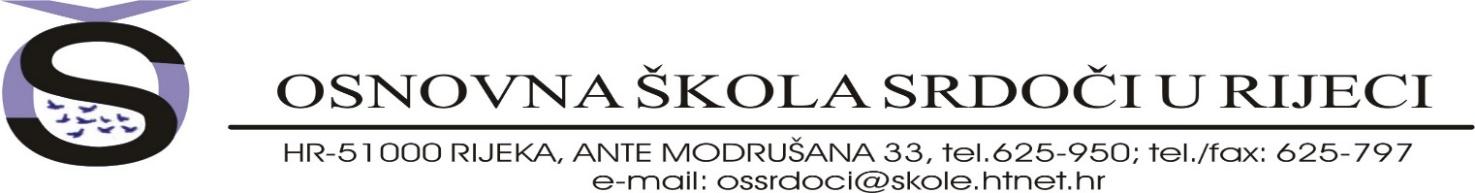 OSNOVNA ŠKOLA SRDOČI U RIJECI
HR-51000 RIJEKA, ANTE MODRUŠANA 33, tel.625-950; tel./fax: 625-797
e-mail: ossrdoci@skole.htnet.hr